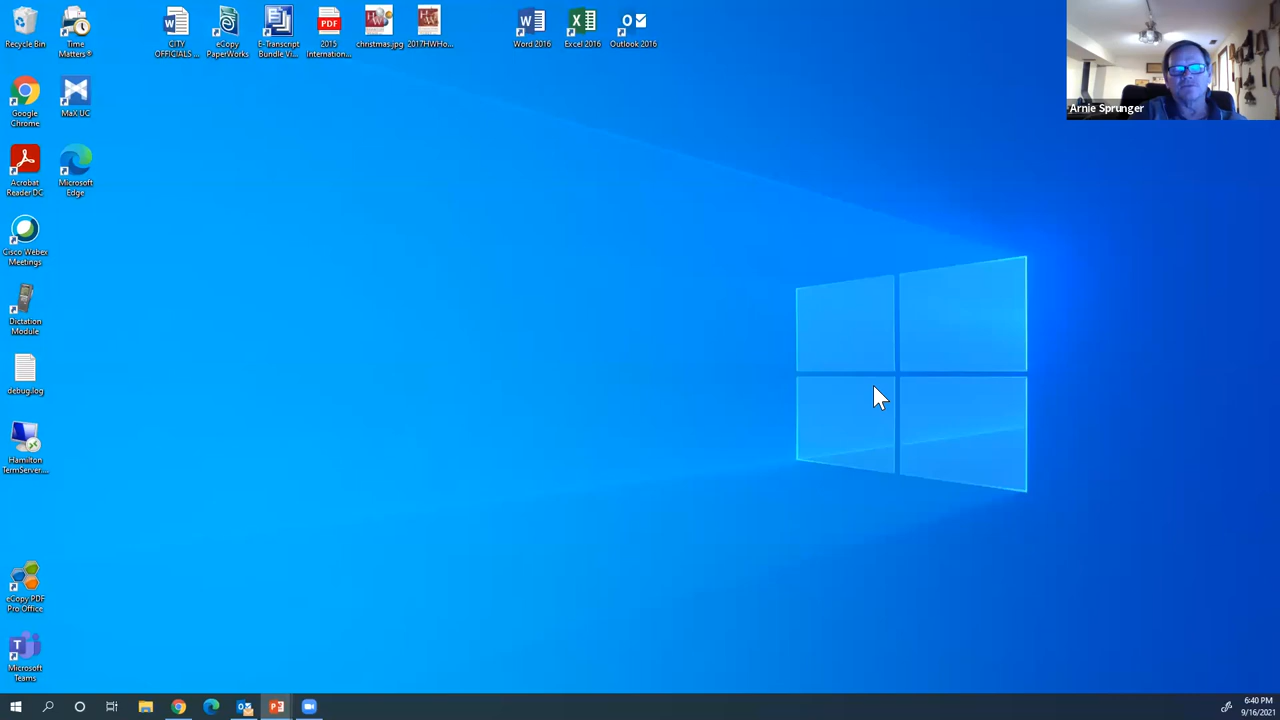 Recycle Bin
Time
Matters®
CITY
OFFICIALS ...
eCopy
PaperWorks
E-Transcript
Bundle Vi...
PDF
2015
Internation...
christmas.jpg
2017HWHo...
Word 2016
Excel 2016
Outlook 2016
Arnie Sprunger
Google
Chrome
MaX UC
Acrobat
Reader DC
Microsoft
Edge
Cisco Webex
Meetings
Dictation
Module
debug.log
Hamilton
TermServer...
eCopy PDF
Pro Office
Microsoft
Teams
6:40 PM
9/16/2021